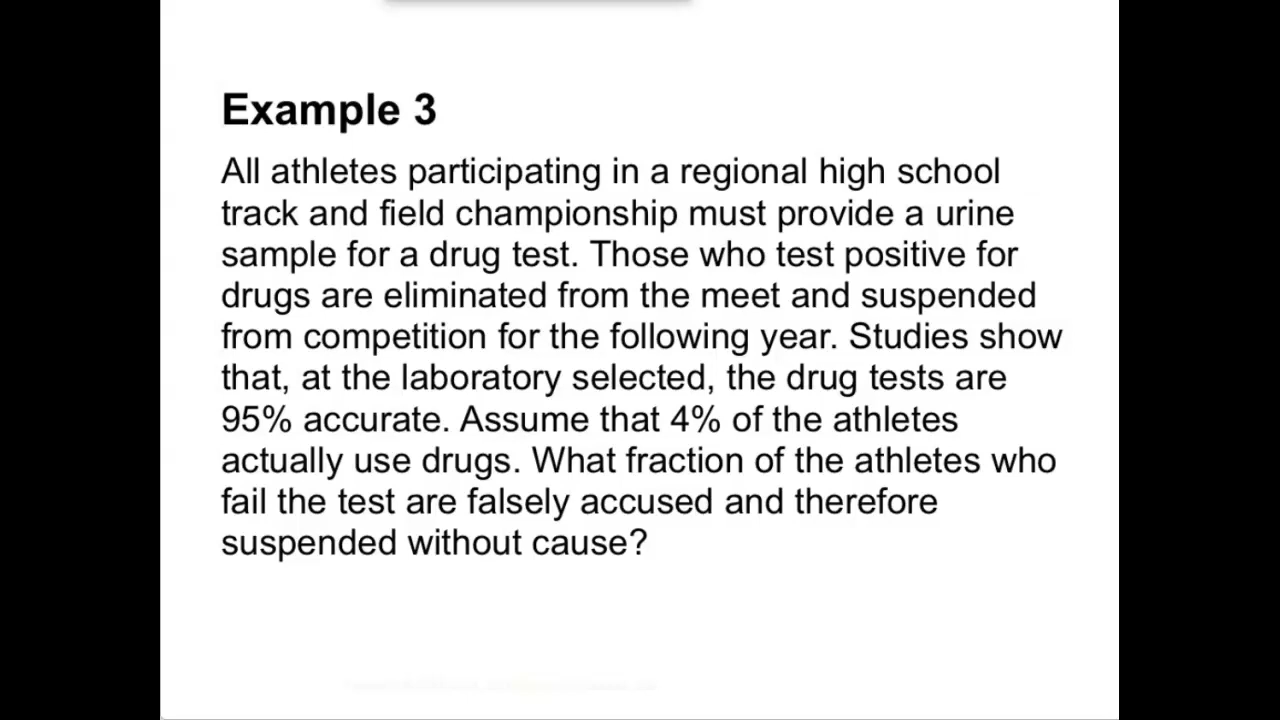 Example 3
All athletes participating in a regional high school
track and field championship must provide a urine
sample for a drug test. Those who test positive for
drugs are eliminated from the meet and suspended
from competition for the following year. Studies show
that, at the laboratory selected, the drug tests are
95% accurate. Assume that 4% of the athletes
actually use drugs. What fraction of the athletes who
fail the test are falsely accused and therefore
suspended without cause?